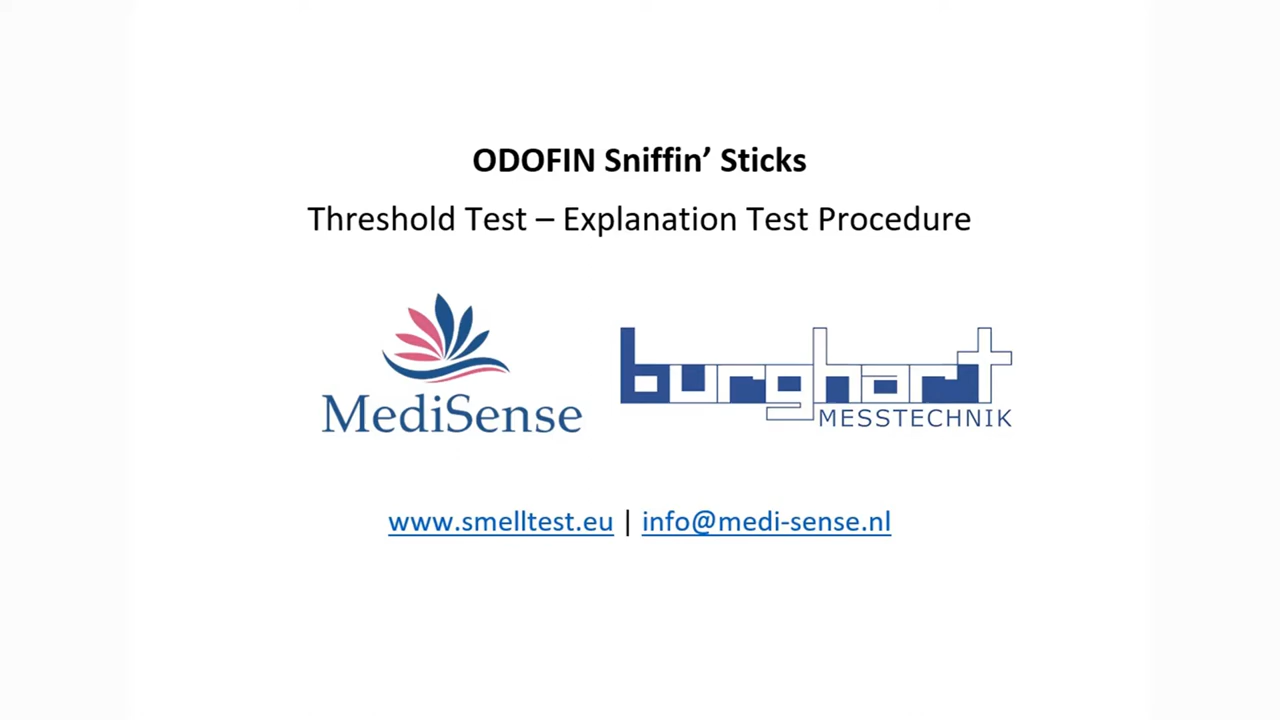 ODOFIN Sniffin’ Sticks
Threshold Test – Explanation Test Procedure
MediSense
burghart
MESSTECHNIK
www.smelltest.eu | info@medi-sense.nl